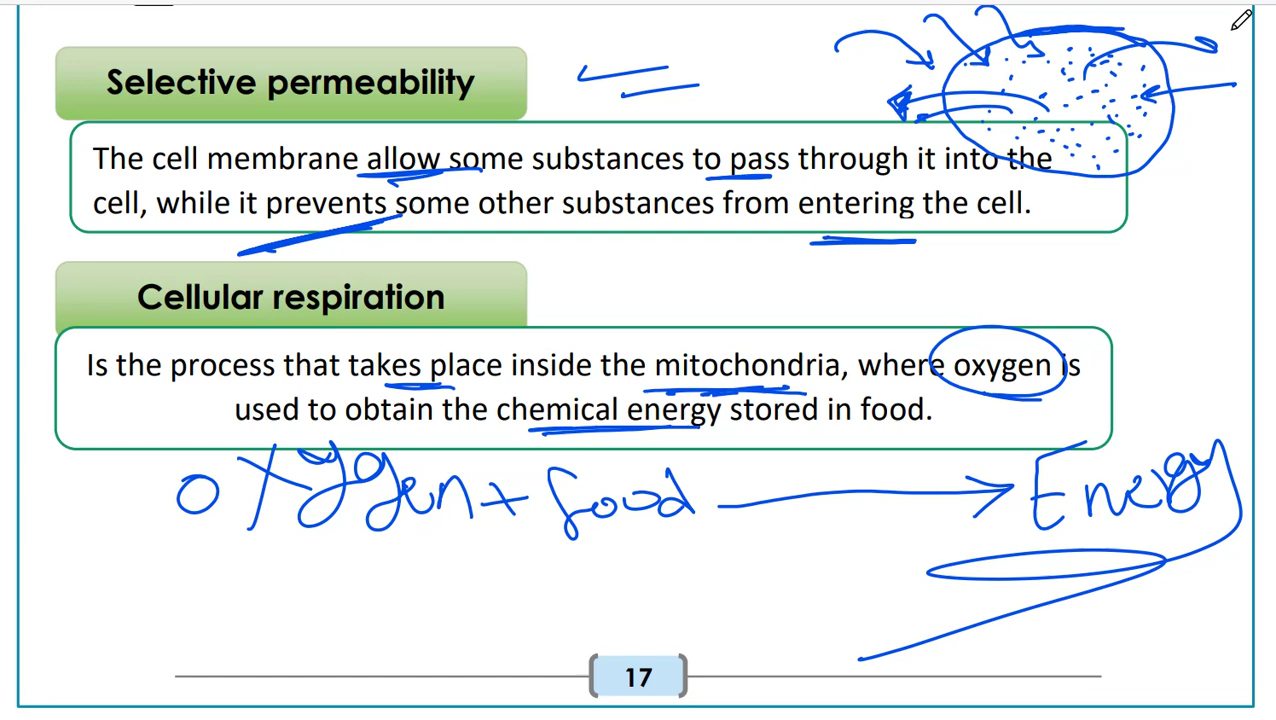 Selective permeability
The cell membrane allow some substances to pass through it into the
cell, while it prevents some other substances from entering the cell.
Cellular respiration
Is the process that takes place inside the mitochondria, where oxygen is
used to obtain the chemical energy stored in food.
Oxygen + food → Energy
17